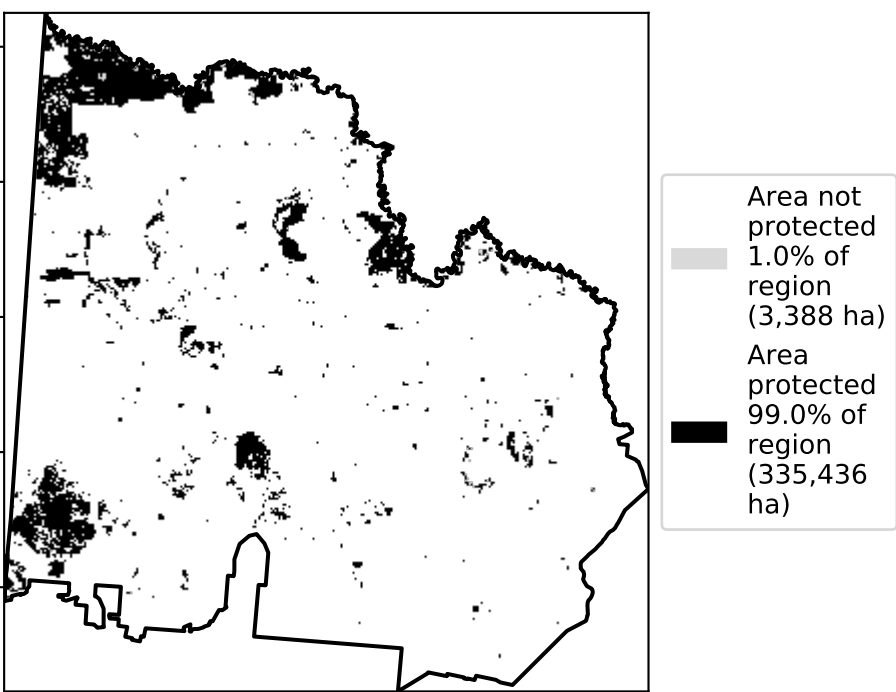 Area not
protected
1.0% of
region
(3,388 ha)
Area
protected
99.0% of
region
(335,436
ha)